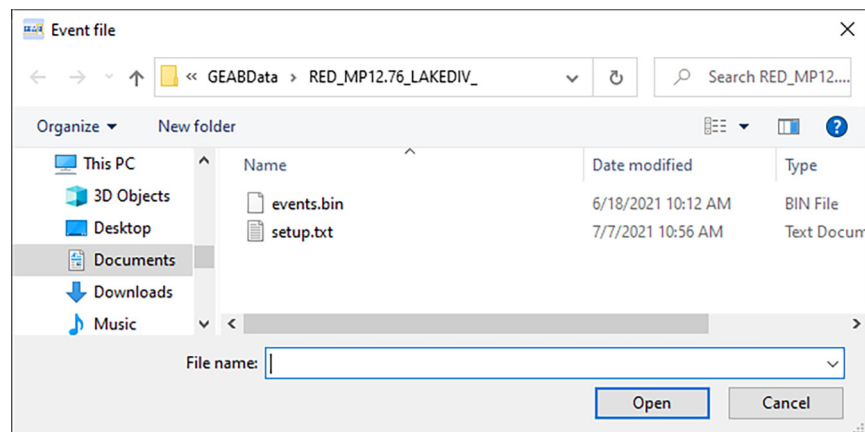 Event file
« GEABData > RED_MP12.76_LAKEDIV_
Search RED_MP12....
Organize
New folder
This PC
3D Objects
Desktop
Documents
Downloads
Music
Name
Date modified
Type
events.bin
6/18/2021 10:12 AM
BIN File
setup.txt
7/7/2021 10:56 AM
Text Docum
File name:
Open
Cancel